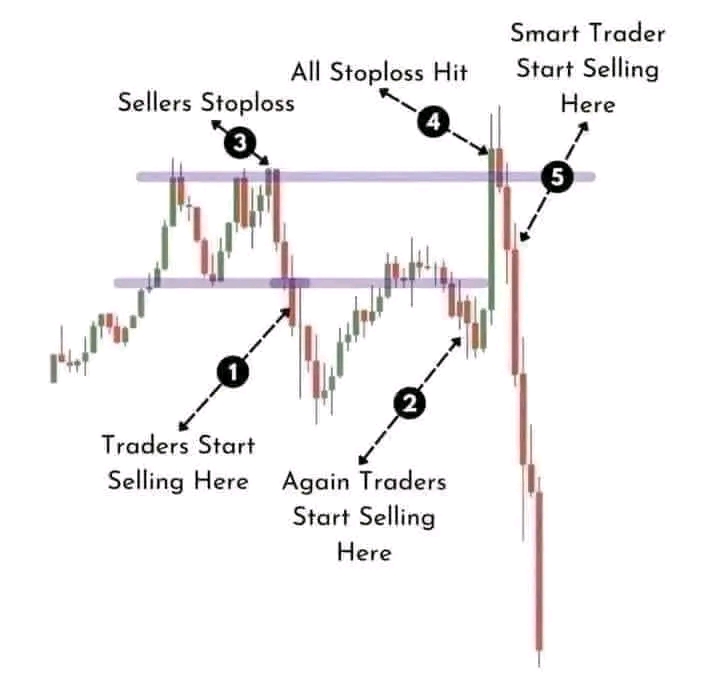 Smart Trader
Start Selling
Here
All Stoploss Hit
Sellers Stoploss
4
3
5
1
2
Traders Start
Selling Here
Again Traders
Start Selling
Here